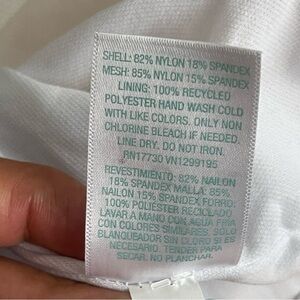 SHELL: 82% NYLON 18% SPANDEX
MESH: 85% NYLON 15% SPANDEX
LINING: 100% RECYCLED
POLYESTER HAND WASH COLD
WITH LIKE COLORS. ONLY NON
CHLORINE BLEACH IF NEEDED.
LINE DRY. DO NOT IRON.
RN17730 VN1299195
REVESTIMIENTO: 82% NAILON
18% SPANDEX MALLA: 85%
NAILON 15% SPANDEX FORRO:
100% POLIESTER RECICLADO
LAVAR A MANO CON AGUA FRIA
CON COLORES SIMILARES. SOLO
BLANQUEADOR SIN CLORO SI ES
NECESARIO. TENDER PARA
SECAR. NO PLANCHAR.